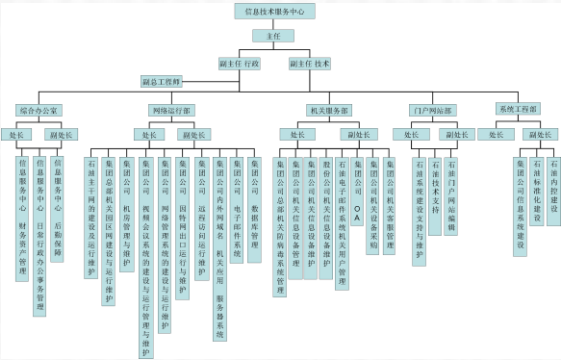 信息技术服务中心
主任
副主任 行政
副主任 技术
副总工程师
综合办公室
网络运行部
机关服务部
门户网站部
系统工程部
处长
副处长
处长
副处长
处长
副处长
处长
副处长
处长
副处长
信息服务中心 财务资产管理
信息服务中心 日常行政办公事务管理
信息服务中心 后勤保障
石油主干网的建设及运行维护
集团总部机关园区网建设与运行维护
集团公司 机房管理与维护
集团公司 视频会议系统的建设与运行管理与维护
集团公司 网络管理系统的建设与运行维护
集团公司 因特网出口运行与维护
集团公司 远程访问运行维护
集团公司内外网域名 机关应用 服务器系统
集团公司 电子邮件系统
集团公司 数据库管理
集团公司总部机关防病毒系统管理
集团公司机关信息设备管理
集团公司机关信息设备维护
股份公司机关信息设备维护
石油电子邮件系统机关用户管理
集团公司 OA
集团公司机关设备采购
集团公司机关客服管理
石油系统建设支持与维护
石油技术支持
石油门户网站编辑
集团公司信息系统建设
石油标准化建设
石油内控建设